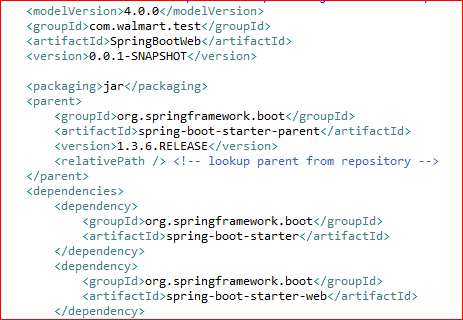 <modelVersion>4.0.0</modelVersion>
<groupId>com.walmart.test</groupId>
<artifactId>SpringBootWeb</artifactId>
<version>0.0.1-SNAPSHOT</version>
<packaging>jar</packaging>
<parent>
<groupId>org.springframework.boot</groupId>
<artifactId>spring-boot-starter-parent</artifactId>
<version>1.3.6.RELEASE</version>
<relativePath /> <!-- lookup parent from repository -->
</parent>
<dependencies>
<dependency>
<groupId>org.springframework.boot</groupId>
<artifactId>spring-boot-starter</artifactId>
</dependency>
<dependency>
<groupId>org.springframework.boot</groupId>
<artifactId>spring-boot-starter-web</artifactId>
</dependency>